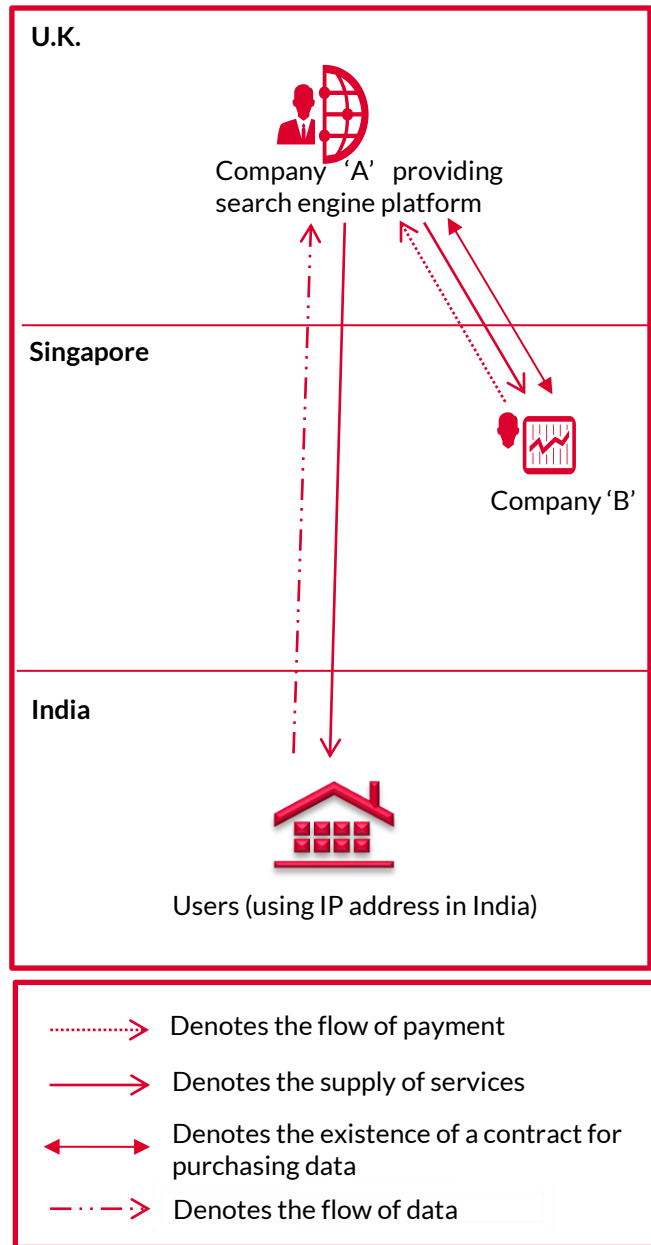 U.K.
Company ‘A’ providing
search engine platform
Singapore
Company ‘B’
India
Users (using IP address in India)
Denotes the flow of payment
Denotes the supply of services
Denotes the existence of a contract for
purchasing data
Denotes the flow of data